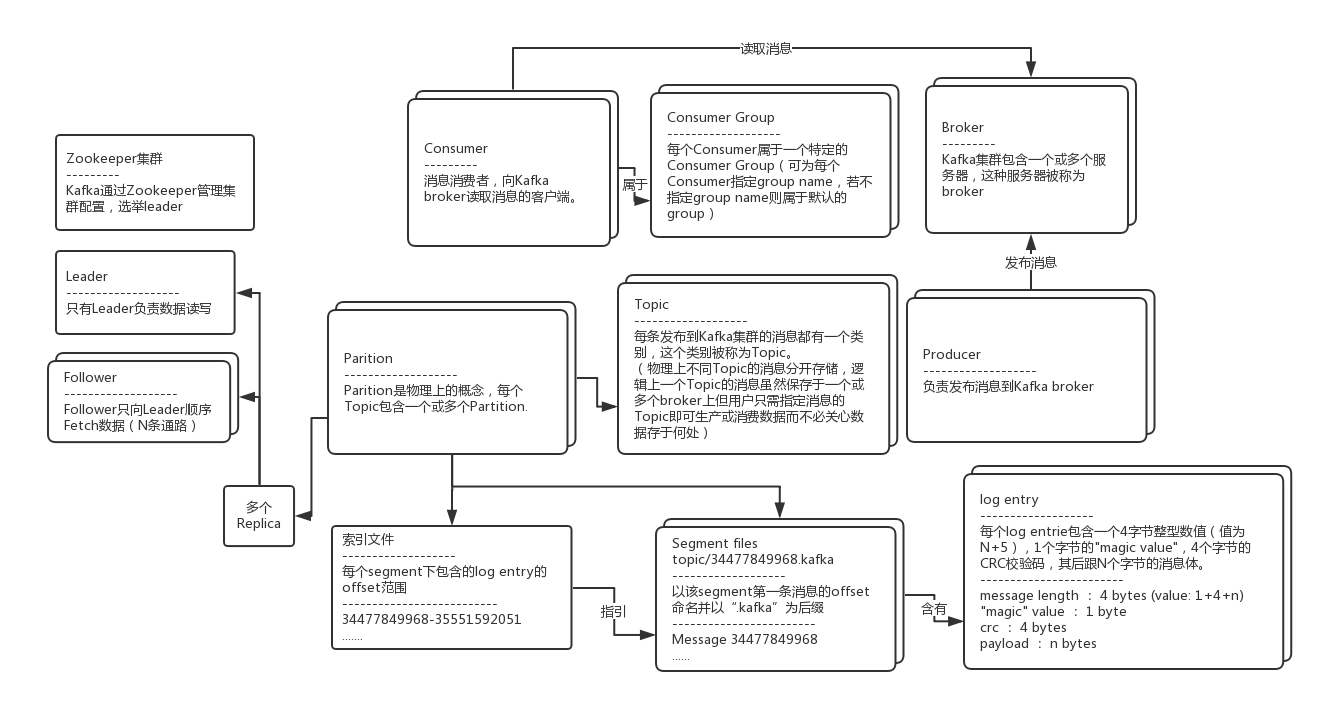 读取消息
Consumer
---------
消息消费者，向Kafka
broker读取消息的客户端。
属于
Consumer Group
-------------------
每个Consumer属于一个特定的
Consumer Group（可为每个
Consumer指定group name，若不
指定group name则属于默认的
group）
Broker
---------
Kafka集群包含一个或多个服
务器，这种服务器被称为
broker
Zookeeper集群
---------
Kafka通过Zookeeper管理集
群配置，选举leader
发布消息
Leader
-------------------
只有Leader负责数据读写
Follower
-------------------
Follower只向Leader顺序
Fetch数据（N条通路）
多个
Replica
Parition
-------------------
Parition是物理上的概念，每个
Topic包含一个或多个Partition.
Topic
-------------------
每条发布到Kafka集群的消息都有一个类
别，这个类别被称为Topic。
（物理上不同Topic的消息分开存储，逻
辑上一个Topic的消息虽然保存于一个或
多个broker上但用户只需指定消息的
Topic即可生产或消费数据而不必关心数
据存于何处）
Producer
-------------------
负责发布消息到Kafka broker
索引文件
-------------------
每个segment下包含的log entry的
offset范围
--------------------------
34477849968-35551592051
.......
指引
Segment files
topic/34477849968.kafka
-------------------
以该segment第一条消息的offset
命名并以“.kafka”为后缀
------------------------
Message 34477849968
......
含有
log entry
-------------------
每个log entrie包含一个4字节整型数值（值为
N+5），1个字节的"magic value"，4个字节的
CRC校验码，其后跟N个字节的消息体。
------------------------
message length ： 4 bytes (value: 1+4+n)
"magic" value ： 1 byte
crc ： 4 bytes
payload ： n bytes